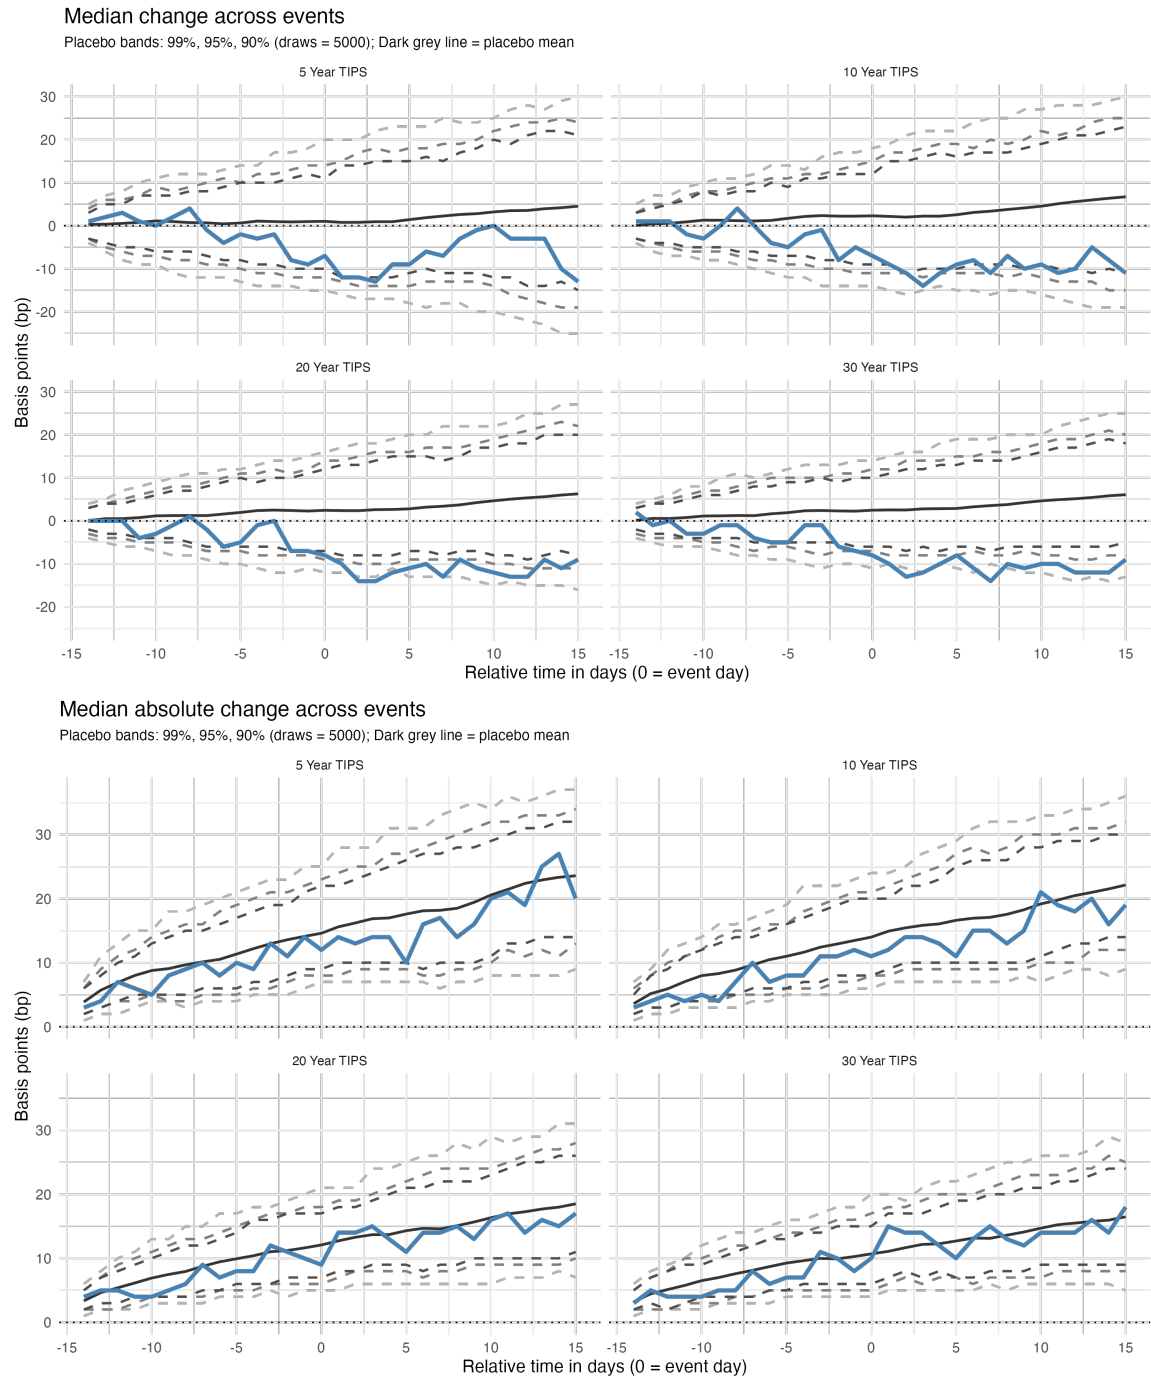 Median change across events
Placebo bands: 99%, 95%, 90% (draws = 5000); Dark grey line = placebo mean
5 Year TIPS
10 Year TIPS
30
20
10
0
-10
-20
20 Year TIPS
30 Year TIPS
30
20
10
0
-10
-20
Basis points (bp)
-15 -10 -5 0 5 10 15
-15 -10 -5 0 5 10 15
Relative time in days (0 = event day)
Median absolute change across events
Placebo bands: 99%, 95%, 90% (draws = 5000); Dark grey line = placebo mean
5 Year TIPS
10 Year TIPS
30
20
10
0
20 Year TIPS
30 Year TIPS
30
20
10
0
Basis points (bp)
-15 -10 -5 0 5 10 15
-15 -10 -5 0 5 10 15
Relative time in days (0 = event day)